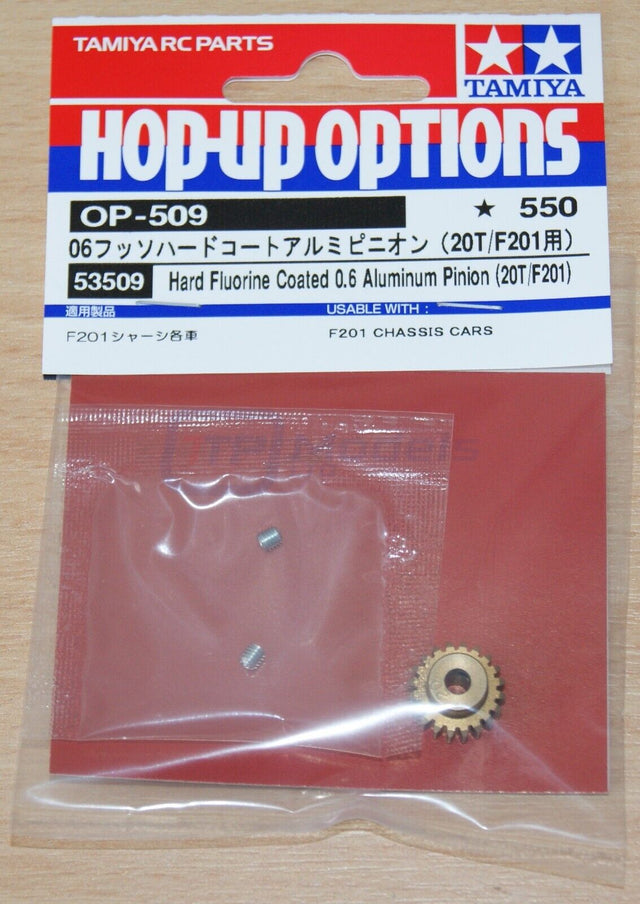 TAMIYA RC PARTS
TAMIYA
HOP-UP OPTIONS
OP-509
★ 550
06フッソハードコートアルミピニオン（20T/F201用）
53509 Hard Fluorine Coated 0.6 Aluminum Pinion (20T/F201)
適用製品
USABLE WITH :
F201シャーシ各車
F201 CHASSIS CARS
Models